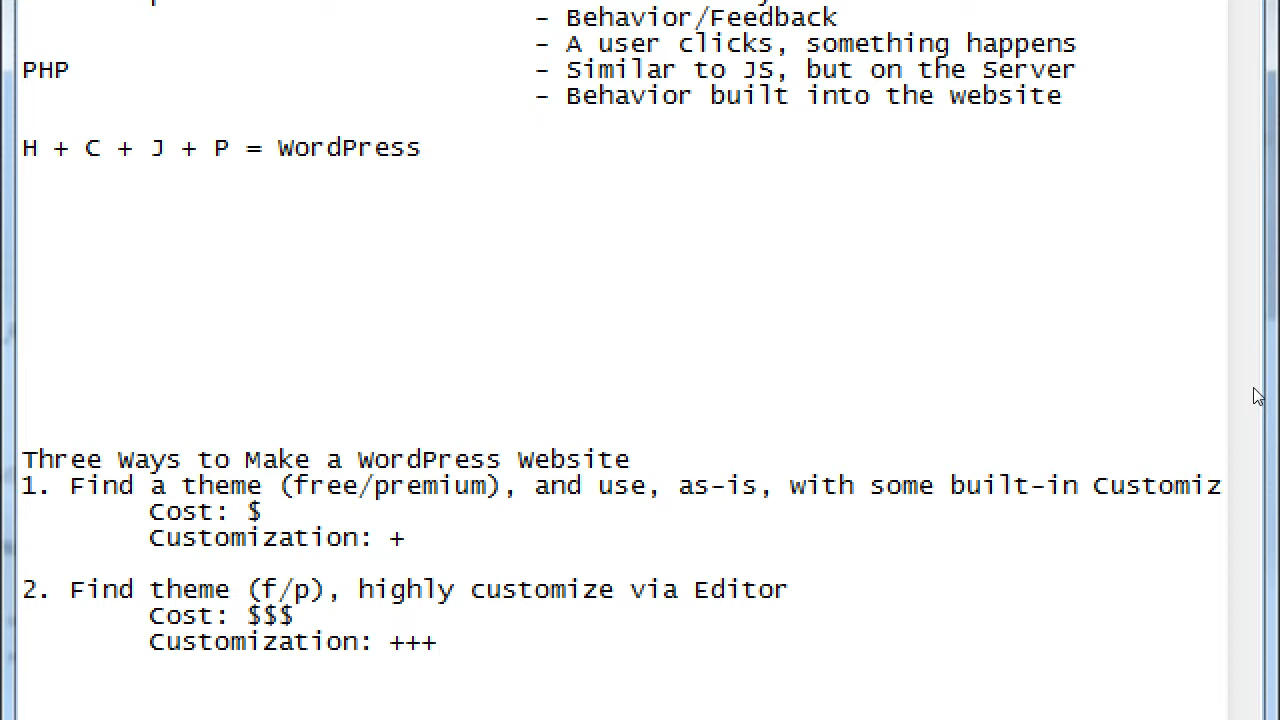 - Behavior/Feedback
- A user clicks, something happens
PHP - Similar to JS, but on the Server
- Behavior built into the website
H + C + J + P = WordPress
Three Ways to Make a WordPress Website
1. Find a theme (free/premium), and use, as-is, with some built-in Customiz
Cost: $
Customization: +
2. Find theme (f/p), highly customize via Editor
Cost: $$$
Customization: +++